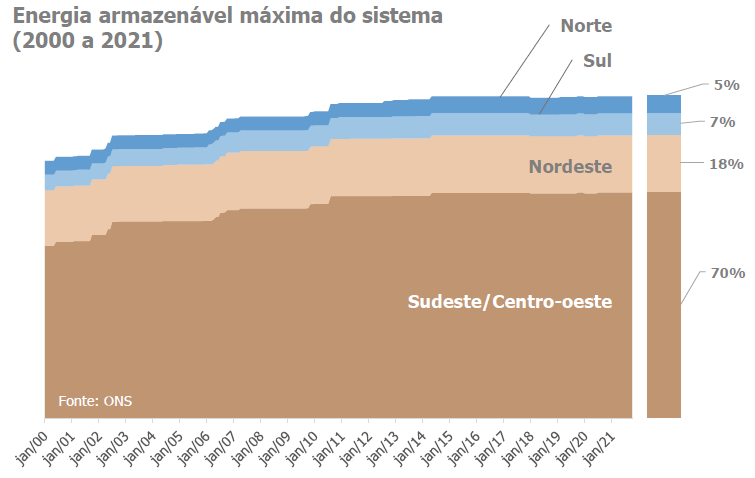 Energia armazenável máxima do sistema
(2000 a 2021)
Norte
Sul
5%
7%
Nordeste
18%
70%
Sudeste/Centro-oeste
Fonte: ONS
jan/00
jan/01
jan/02
jan/03
jan/04
jan/05
jan/06
jan/07
jan/08
jan/09
jan/10
jan/11
jan/12
jan/13
jan/14
jan/15
jan/16
jan/17
jan/18
jan/19
jan/20
jan/21